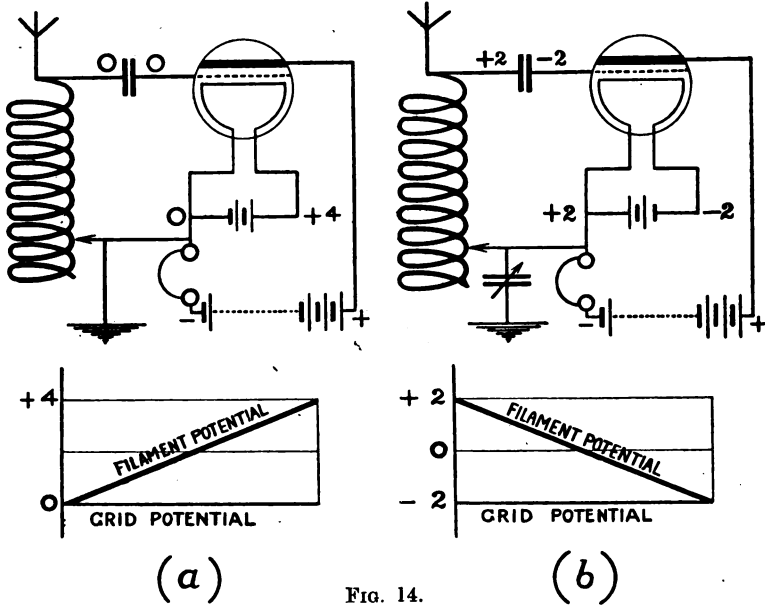 O O
+2 -2
O +4
+2 -2
- +
- +
+4
FILAMENT POTENTIAL
O
GRID POTENTIAL
+ 2
FILAMENT POTENTIAL
O
- 2
GRID POTENTIAL
(a)
FIG. 14.
(b)